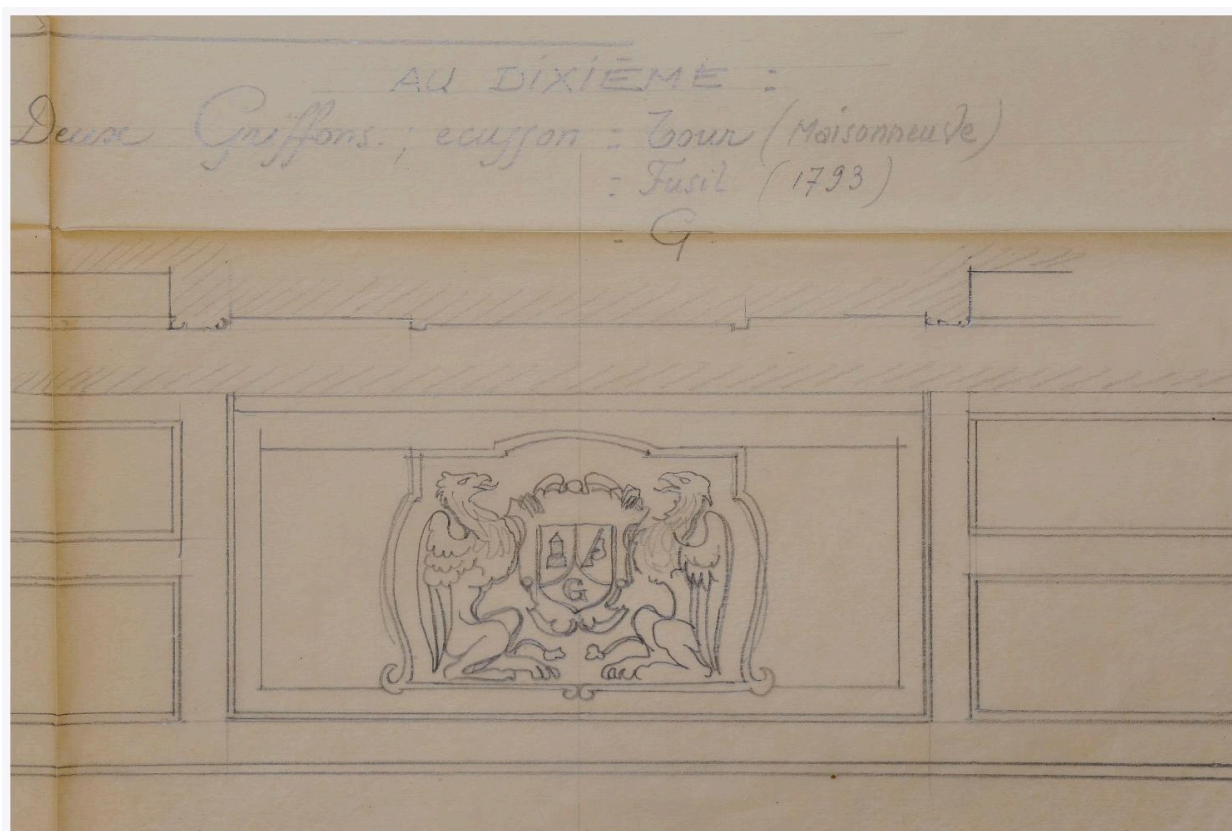 AU DIXIÈME :
Deux Griffons ; ecusson : Tour (Maisonneuve)
: Fusil (1793)
: G
G